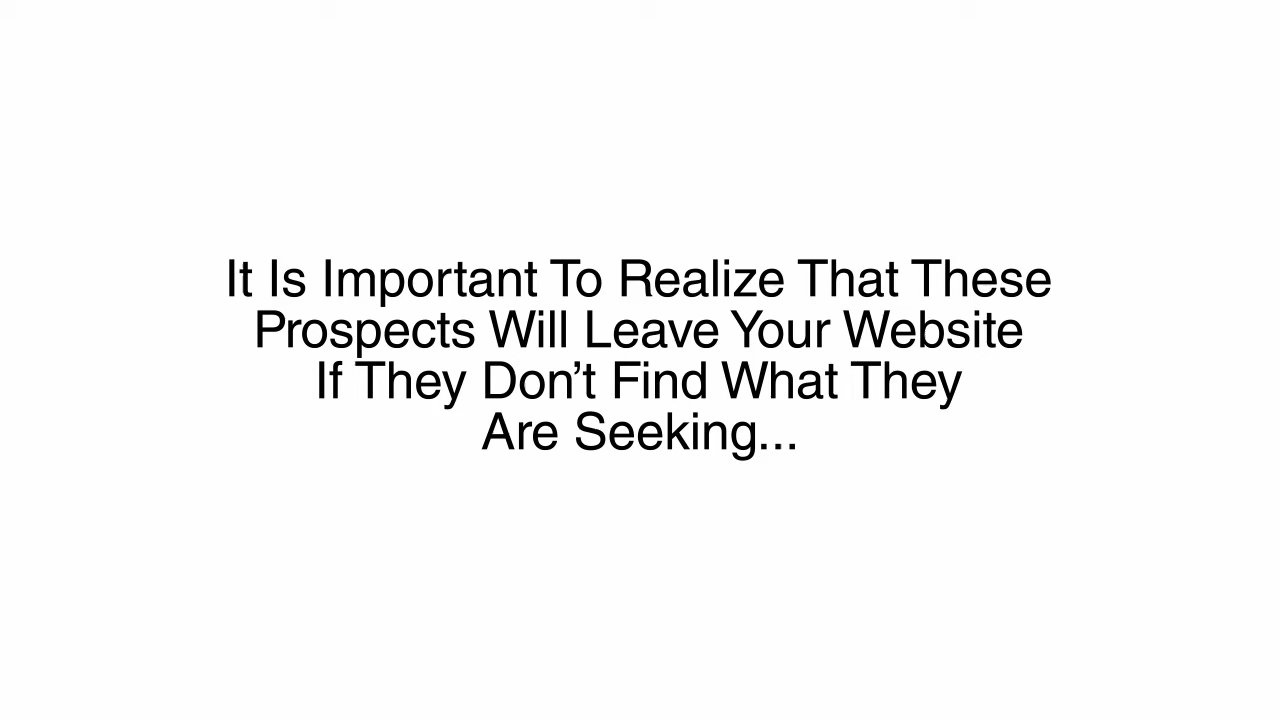 It Is Important To Realize That These
Prospects Will Leave Your Website
If They Don’t Find What They
Are Seeking...